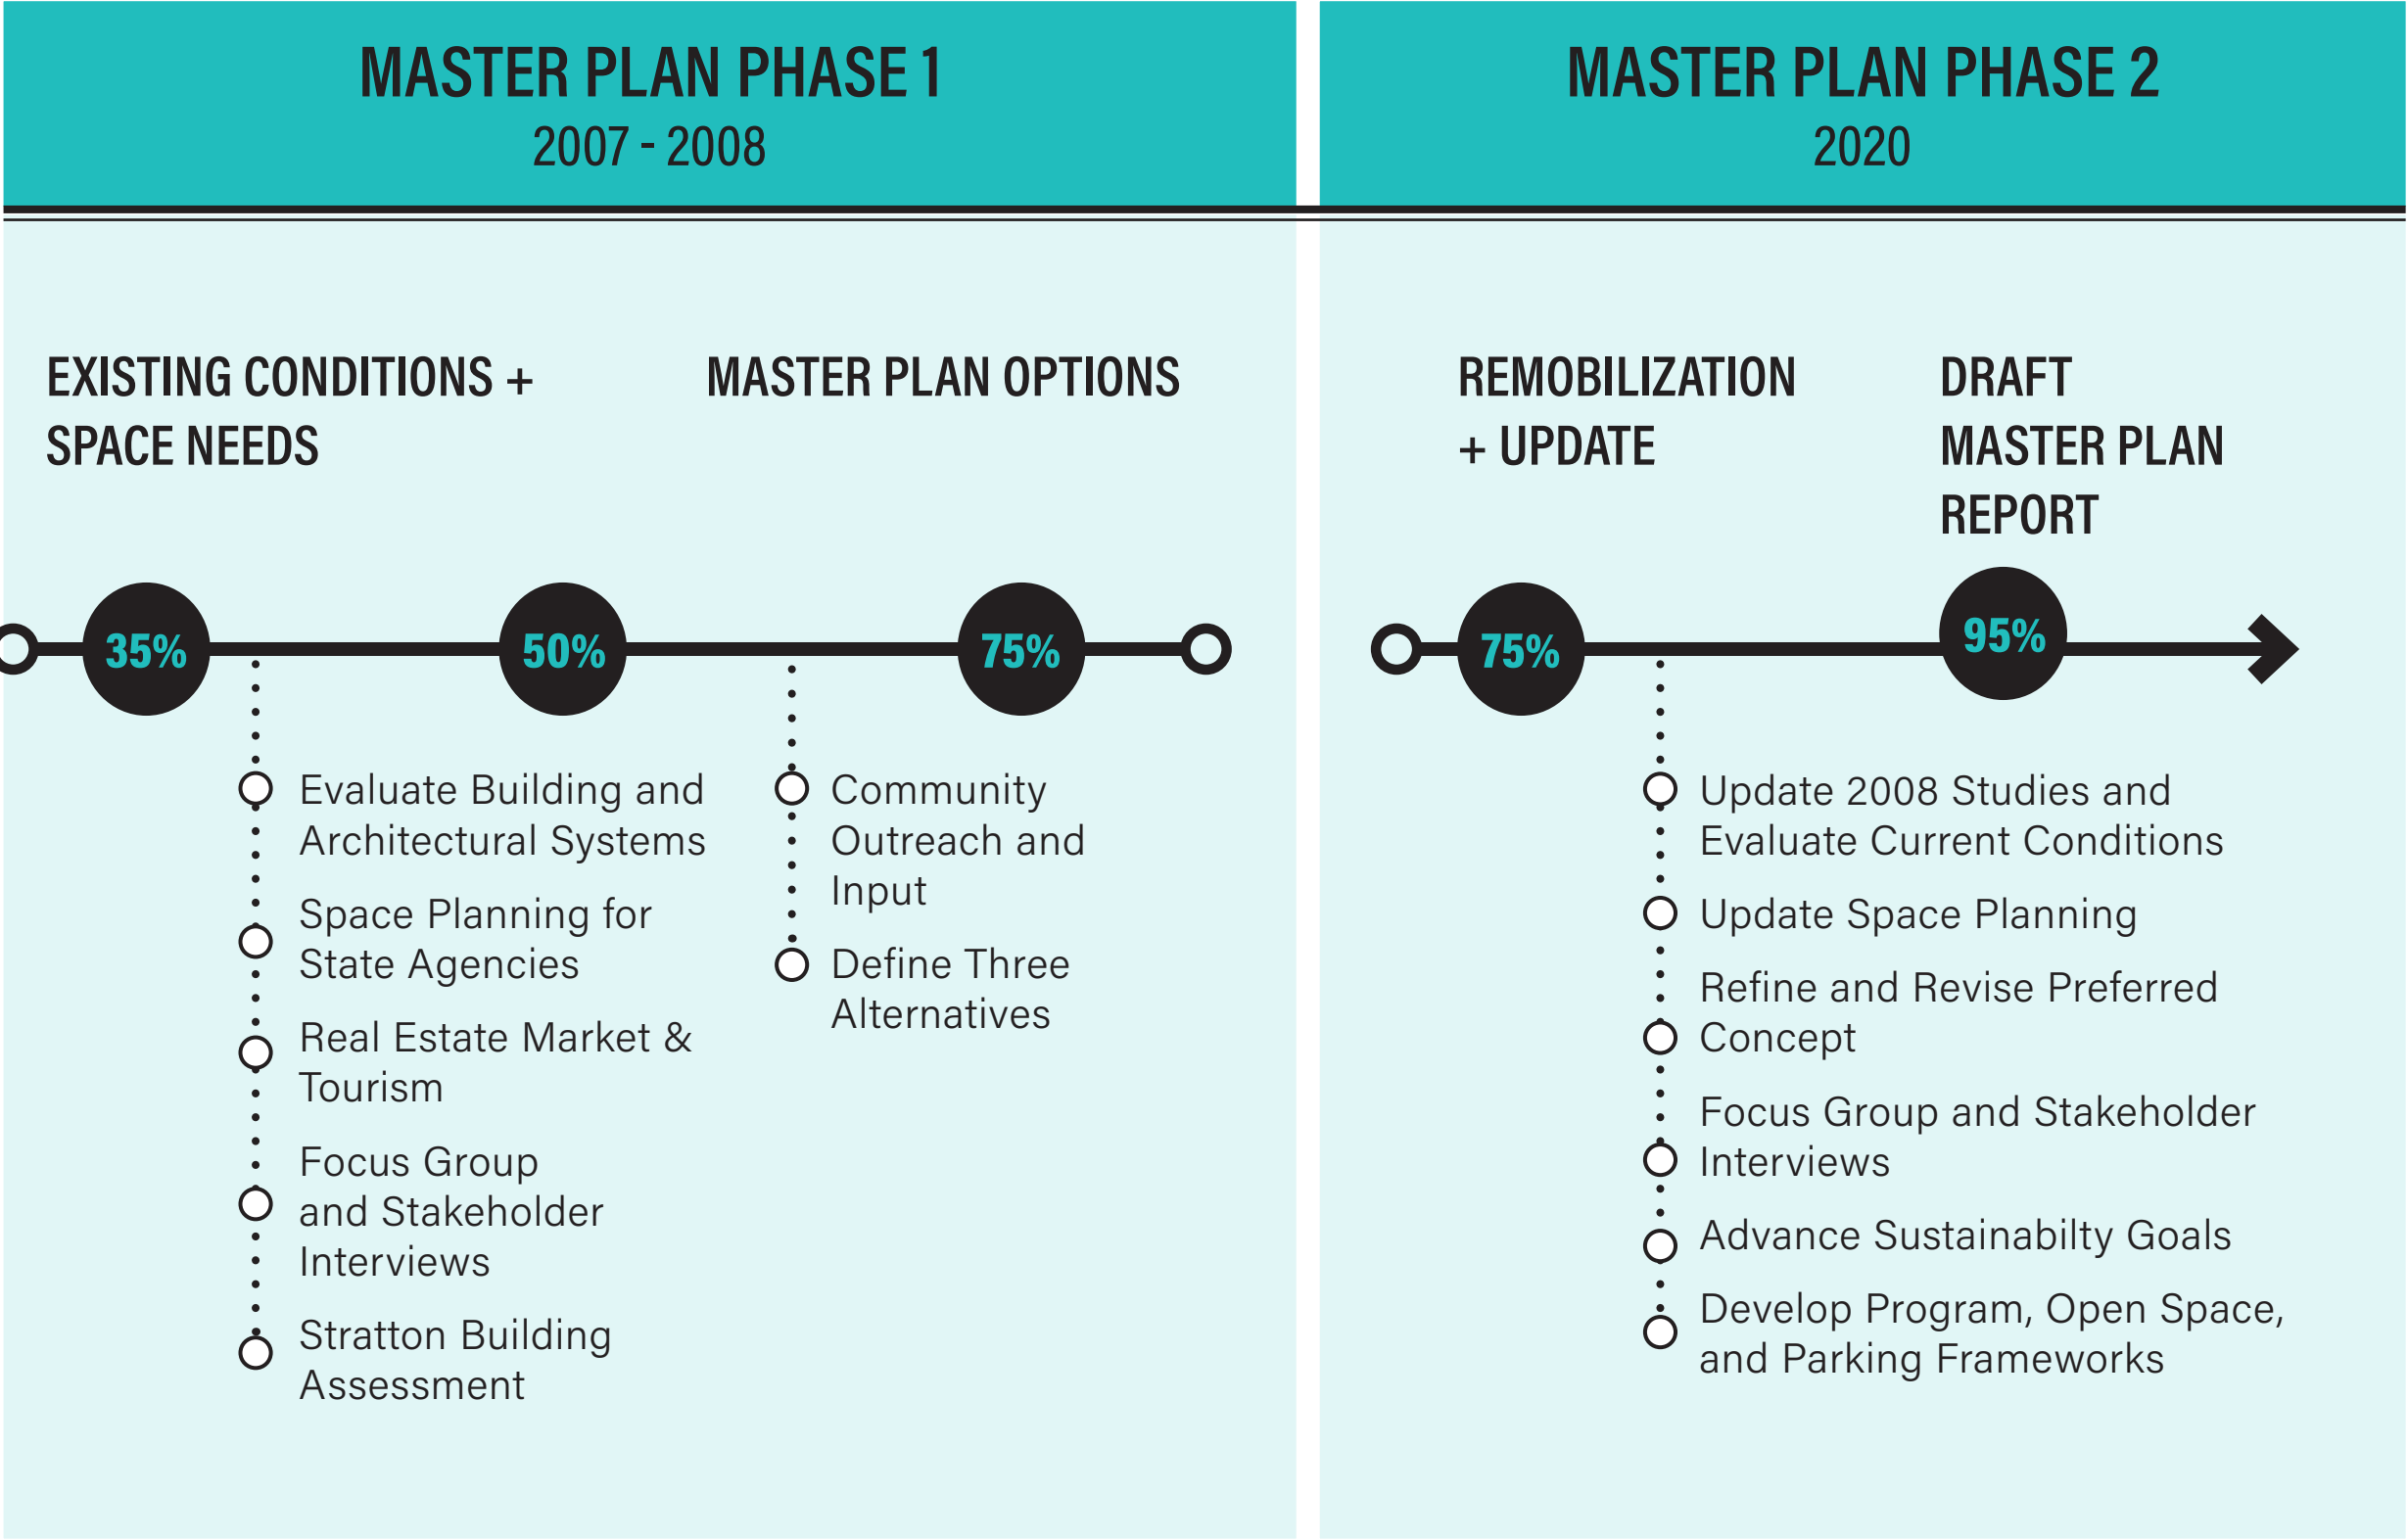 MASTER PLAN PHASE 1
2007 - 2008
EXISTING CONDITIONS +
SPACE NEEDS
MASTER PLAN OPTIONS
35%
50%
75%
Evaluate Building and
Architectural Systems
Space Planning for
State Agencies
Real Estate Market &
Tourism
Focus Group
and Stakeholder
Interviews
Stratton Building
Assessment
Community
Outreach and
Input
Define Three
Alternatives
MASTER PLAN PHASE 2
2020
REMOBILIZATION
+ UPDATE
DRAFT
MASTER PLAN
REPORT
75%
95%
Update 2008 Studies and
Evaluate Current Conditions
Update Space Planning
Refine and Revise Preferred
Concept
Focus Group and Stakeholder
Interviews
Advance Sustainabilty Goals
Develop Program, Open Space,
and Parking Frameworks